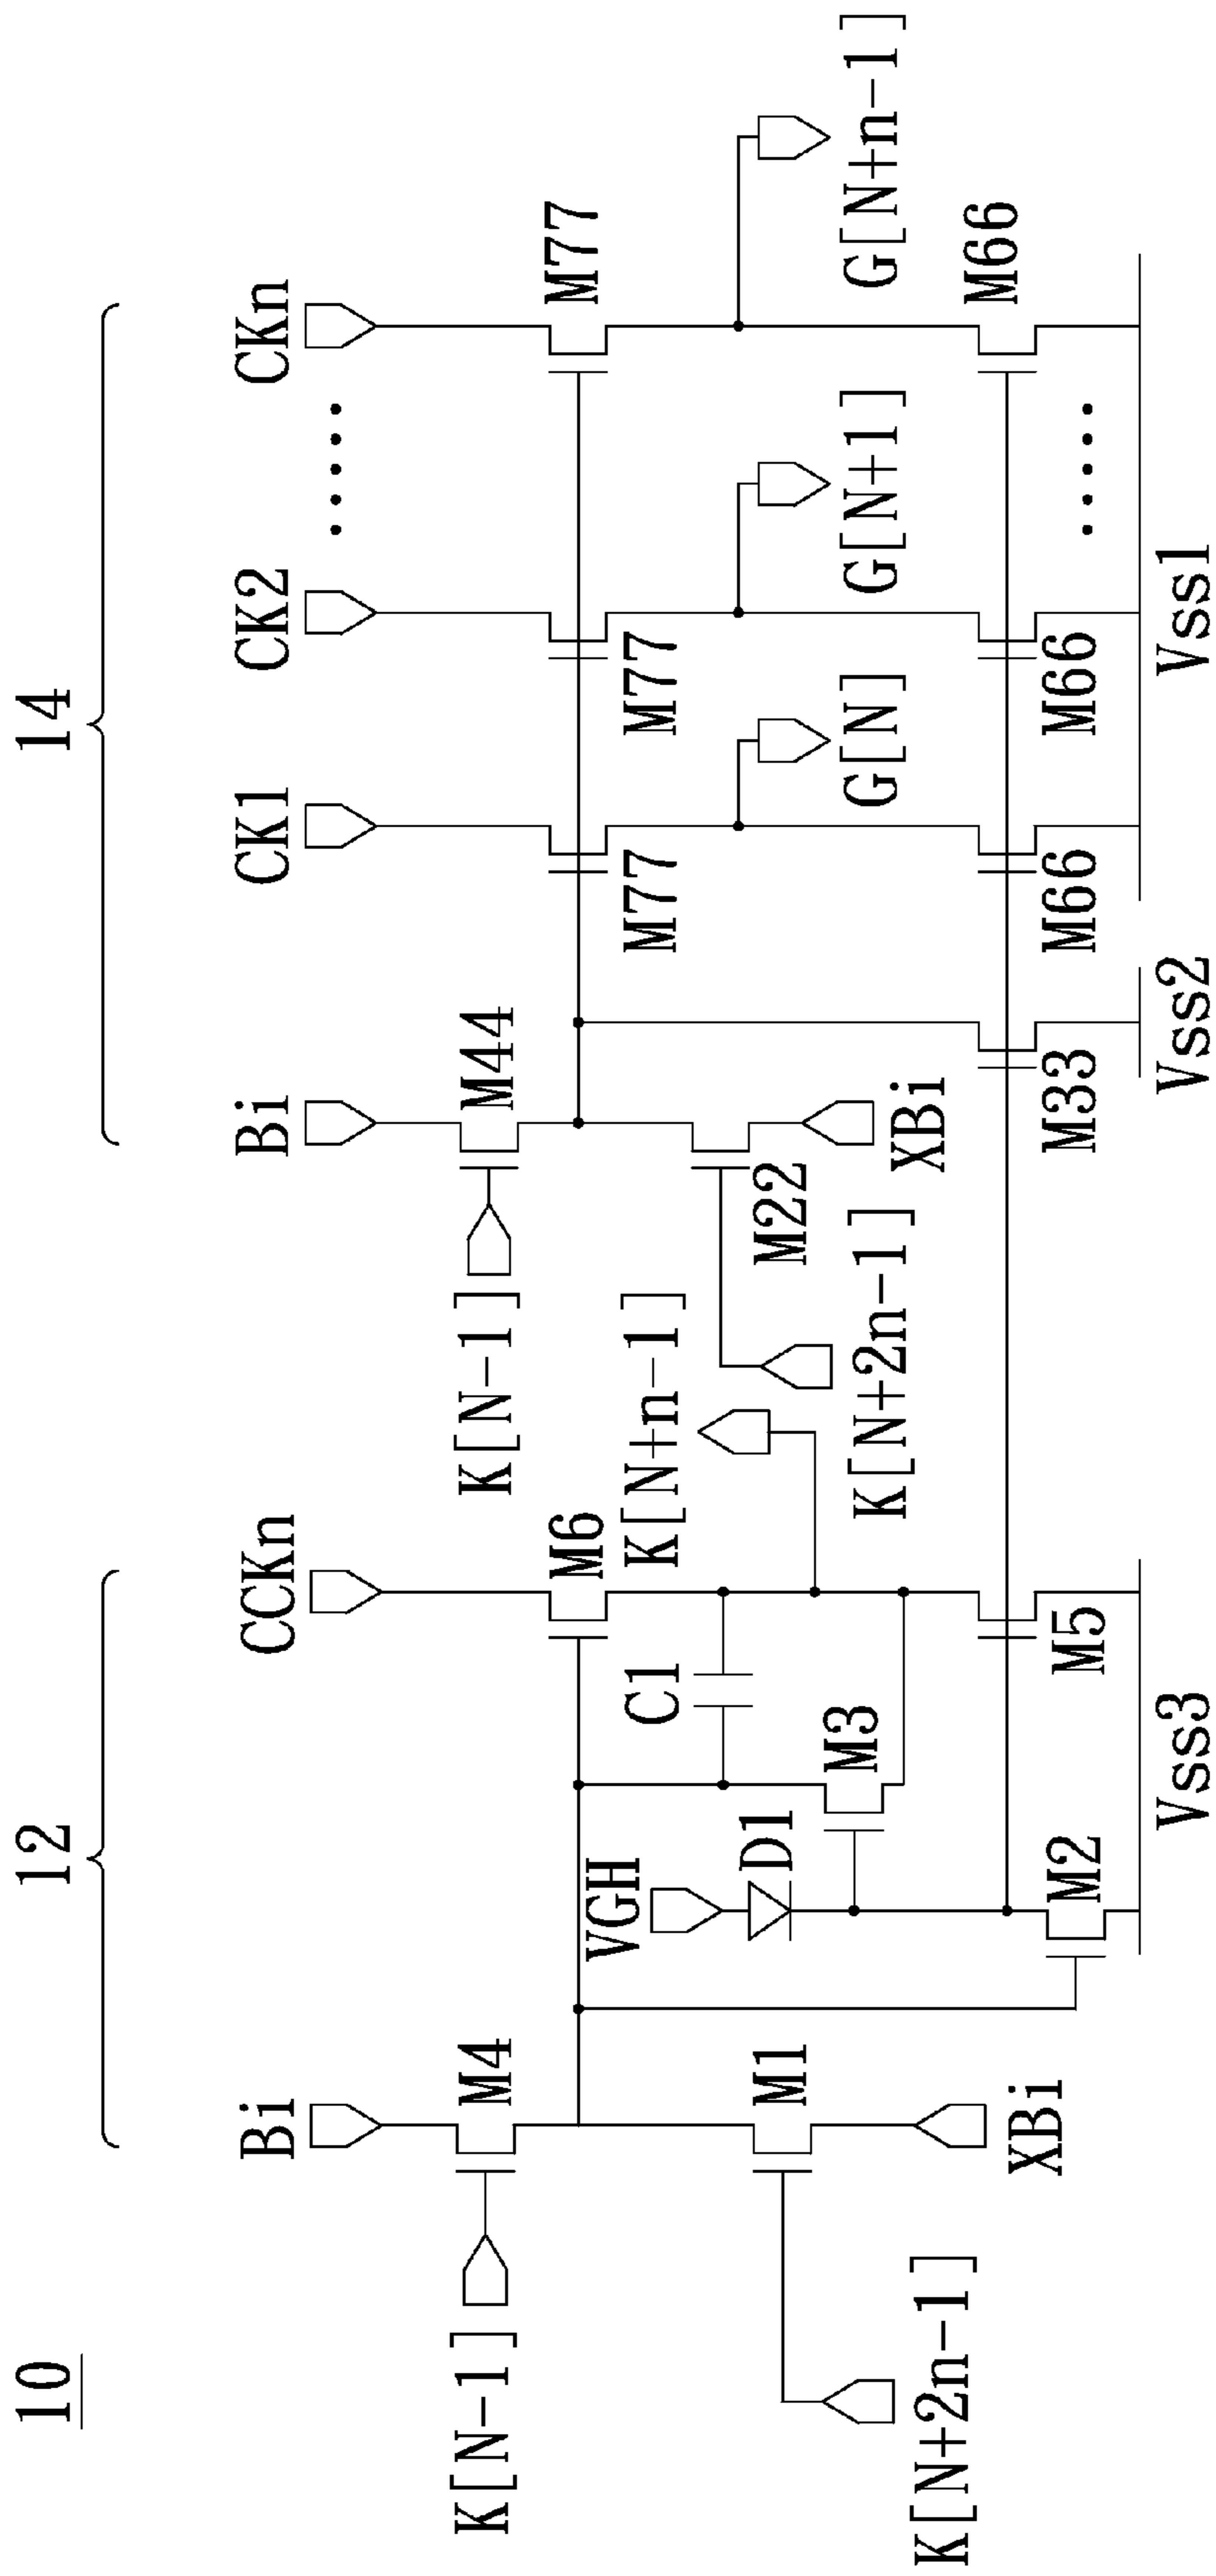 10
12
14
Bi
CCKn
Bi
CK1
CK2
CKn
K[N-1]
M4
M6
K[N-1]
M44
M77
VGH
C1
K[N+n-1]
M77
M77
K[N+2n-1]
M1
D1
M3
M22
G[N]
G[N+1]
G[N+n-1]
K[N+2n-1]
XBi
XBi
M66
M2
M5
M33
M66
M66
Vss3
Vss2
Vss1